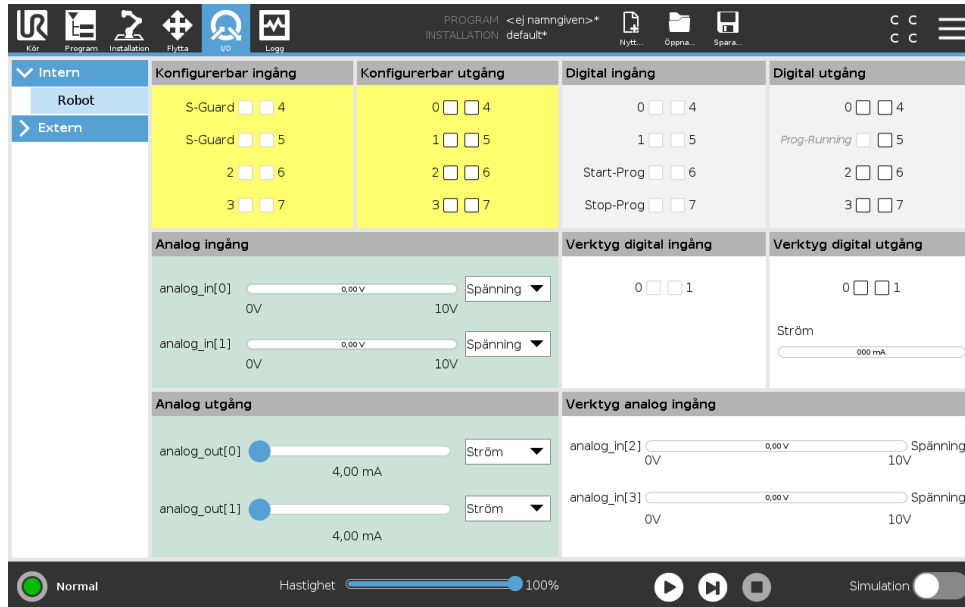 UR
PROGRAM <ej namngiven>*
INSTALLATION default*
C C
C C
Kör Program Installation Flytta I/O Logg Nytt... Öppna... Spara...
Intern
Robot
Extern
Konfigurerbar ingång
S-Guard 4
S-Guard 5
2 6
3 7
Konfigurerbar utgång
0 4
1 5
2 6
3 7
Digital ingång
0 4
1 5
Start-Prog 6
Stop-Prog 7
Digital utgång
0 4
Prog-Running 5
2 6
3 7
Analog ingång
analog_in[0] 0,00 V Spänning
0V 10V
analog_in[1] 0,00 V Spänning
0V 10V
Verktyg digital ingång
0 1
Verktyg digital utgång
0 1
Ström
000 mA
Analog utgång
analog_out[0] Ström
4,00 mA
analog_out[1] Ström
4,00 mA
Verktyg analog ingång
analog_in[2] 0,00 V Spänning
0V 10V
analog_in[3] 0,00 V Spänning
0V 10V
Normal Hastighet 100% Simulation